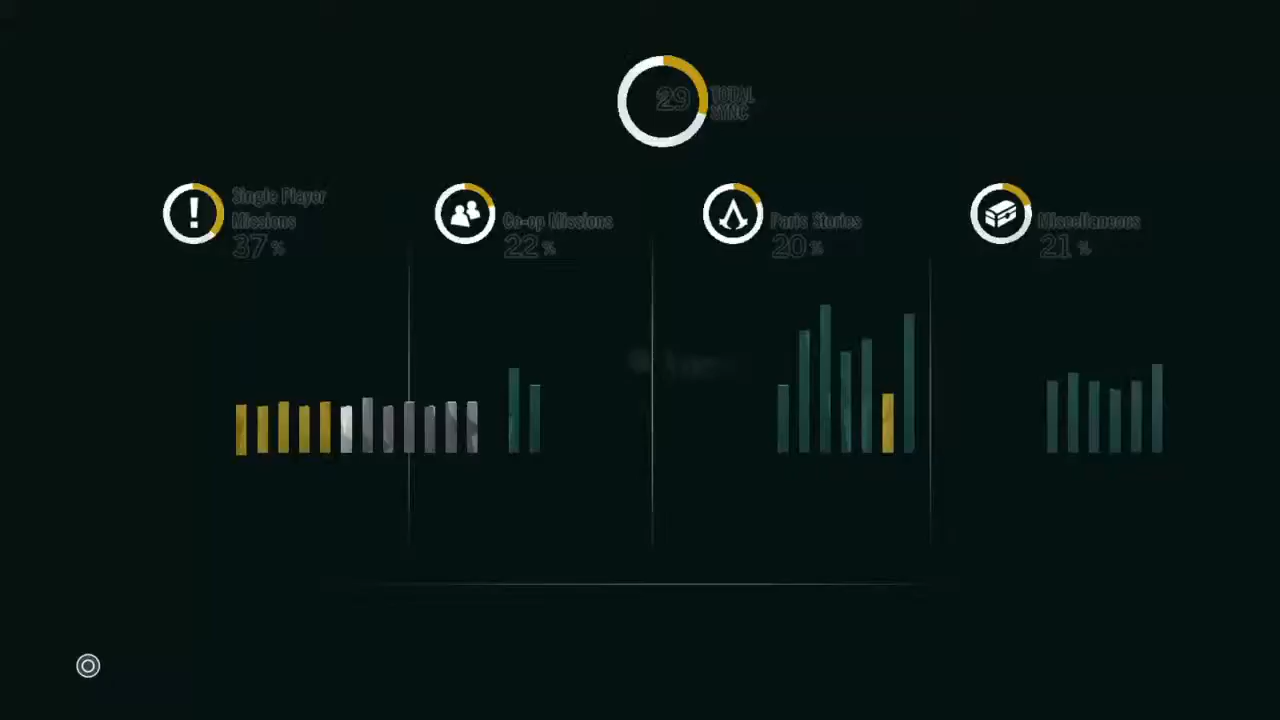 29 TOTAL
SYNC
Single Player
Missions
37 %
Co-op Missions
22 %
Paris Stories
20 %
Miscellaneous
21 %